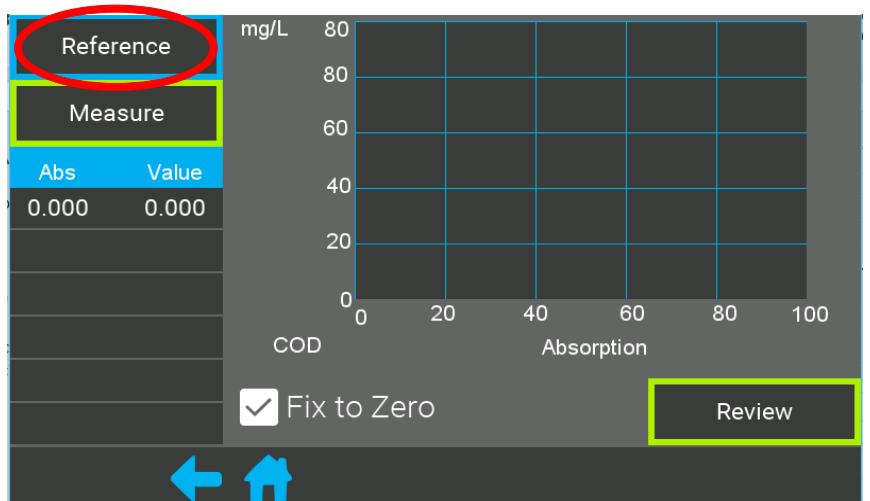 Reference
Measure
Abs Value
0.000 0.000
mg/L 80
80
60
40
20
0
0 20 40 60 80 100
COD Absorption
Fix to Zero
Review